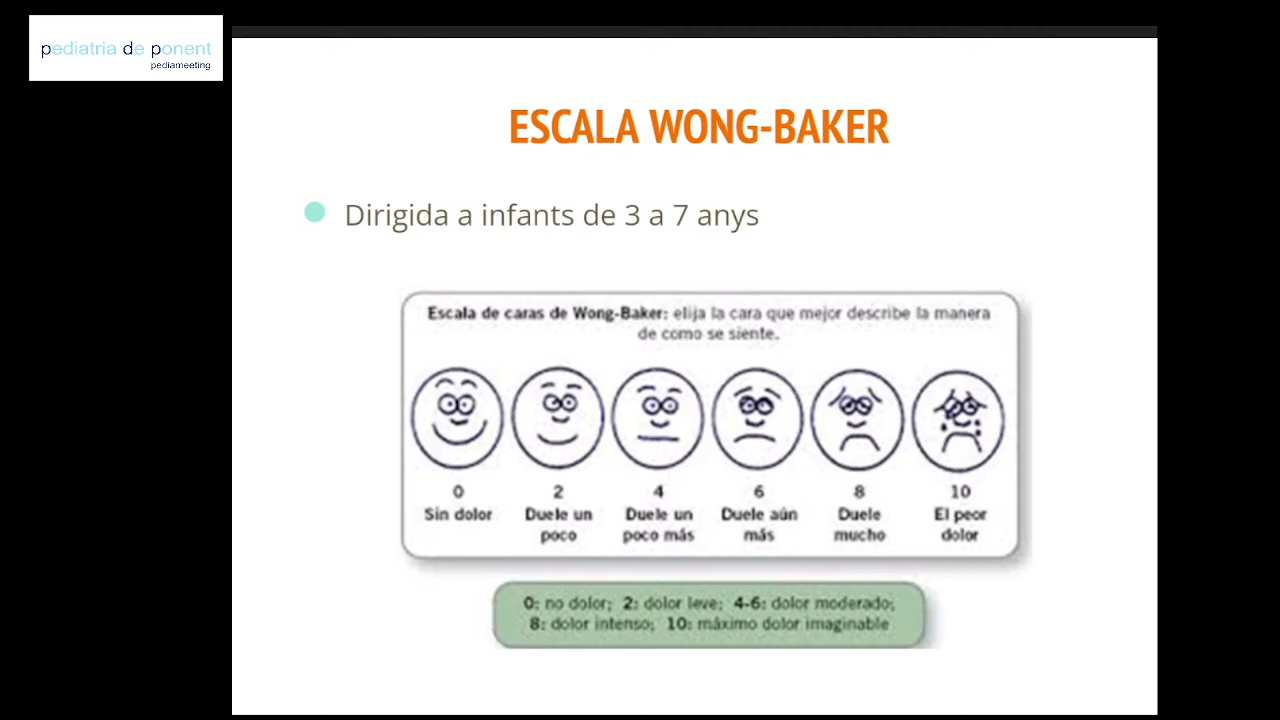 pediatria de ponent
pediameeting
ESCALA WONG-BAKER
Dirigida a infants de 3 a 7 anys
Escala de caras de Wong-Baker: elija la cara que mejor describe la manera
de como se siente.
0 2 4 6 8 10
Sin dolor Duele un Duele un Duele aún Duele El peor
poco poco más más mucho dolor
0: no dolor; 2: dolor leve; 4-6: dolor moderado;
8: dolor intenso; 10: máximo dolor imaginable